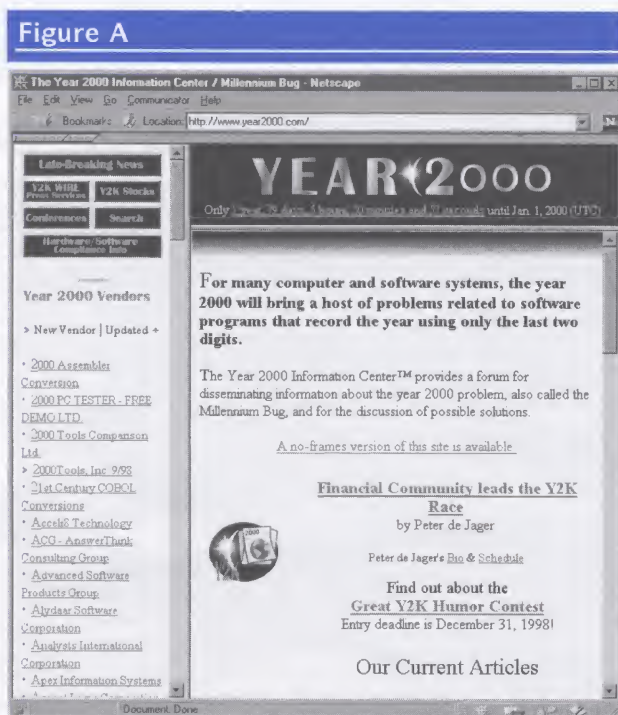 Figure A
The Year 2000 Information Center / Millennium Bug - Netscape
File Edit View Go Communicator Help
Bookmarks Location: http://www.year2000.com/
Late-Breaking News
Y2K WIRE Y2K Stocks
Press Services
Conferences Search
Hardware/Software
Compliance Info
Year 2000 Vendors
> New Vendor | Updated +
• 2000 Assembler
Conversion
• 2000 PC TESTER - FREE
DEMO LTD.
• 2000 Tools Comparison
Ltd.
> 2000Tools, Inc 9/98
• 21st Century COBOL
Conversions
• Acceli8 Technology
• ACG - AnswerThink
Consulting Group
• Advanced Software
Products Group
• Alydaar Software
Corporation
• Analysts International
Corporation
• Apex Information Systems
YEAR 2000
Only 1 year, days, hours, minutes and seconds until Jan. 1, 2000 (UTC)
For many computer and software systems, the year
2000 will bring a host of problems related to software
programs that record the year using only the last two
digits.
The Year 2000 Information Center™ provides a forum for
disseminating information about the year 2000 problem, also called the
Millennium Bug, and for the discussion of possible solutions.
A no-frames version of this site is available
Financial Community leads the Y2K
Race
by Peter de Jager
2000
Peter de Jager's Bio & Schedule
Find out about the
Great Y2K Humor Contest
Entry deadline is December 31, 1998!
Our Current Articles
Document Done